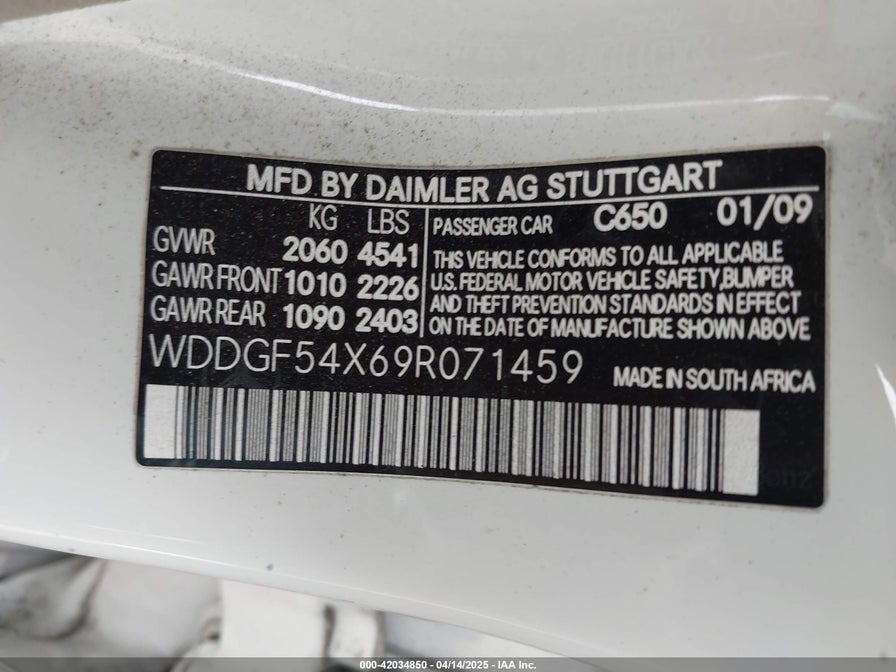 MFD BY DAIMLER AG STUTTGART
KG LBS
GVWR 2060 4541
GAWR FRONT 1010 2226
GAWR REAR 1090 2403
PASSENGER CAR C650 01/09
THIS VEHICLE CONFORMS TO ALL APPLICABLE
U.S. FEDERAL MOTOR VEHICLE SAFETY, BUMPER
AND THEFT PREVENTION STANDARDS IN EFFECT
ON THE DATE OF MANUFACTURE SHOWN ABOVE
WDDGF54X69R071459
MADE IN SOUTH AFRICA
000-42034850 - 04/14/2025 - IAA Inc.